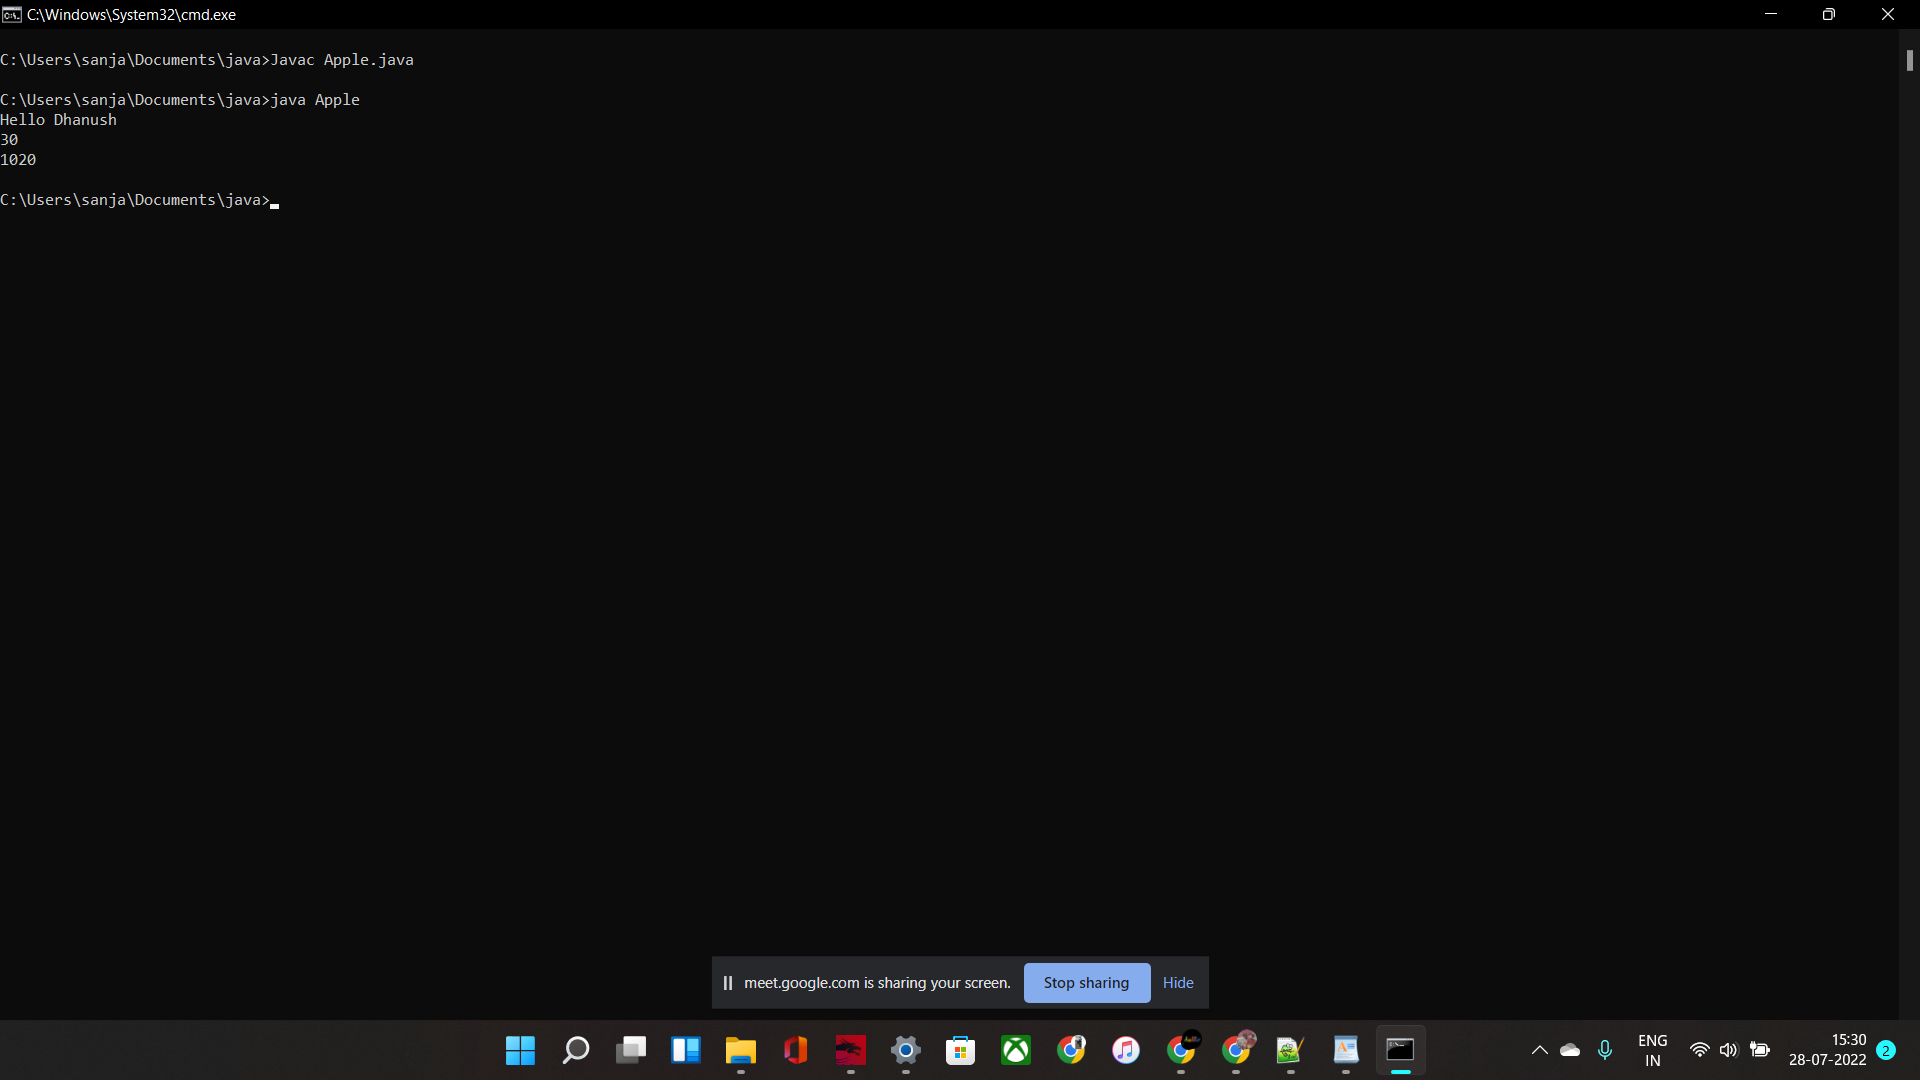 C:\Windows\System32\cmd.exe
C:\Users\sanja\Documents\java>Javac Apple.java
C:\Users\sanja\Documents\java>java Apple
Hello Dhanush
30
1020
C:\Users\sanja\Documents\java>
meet.google.com is sharing your screen.
Stop sharing
Hide
ENG
IN
15:30
28-07-2022
2